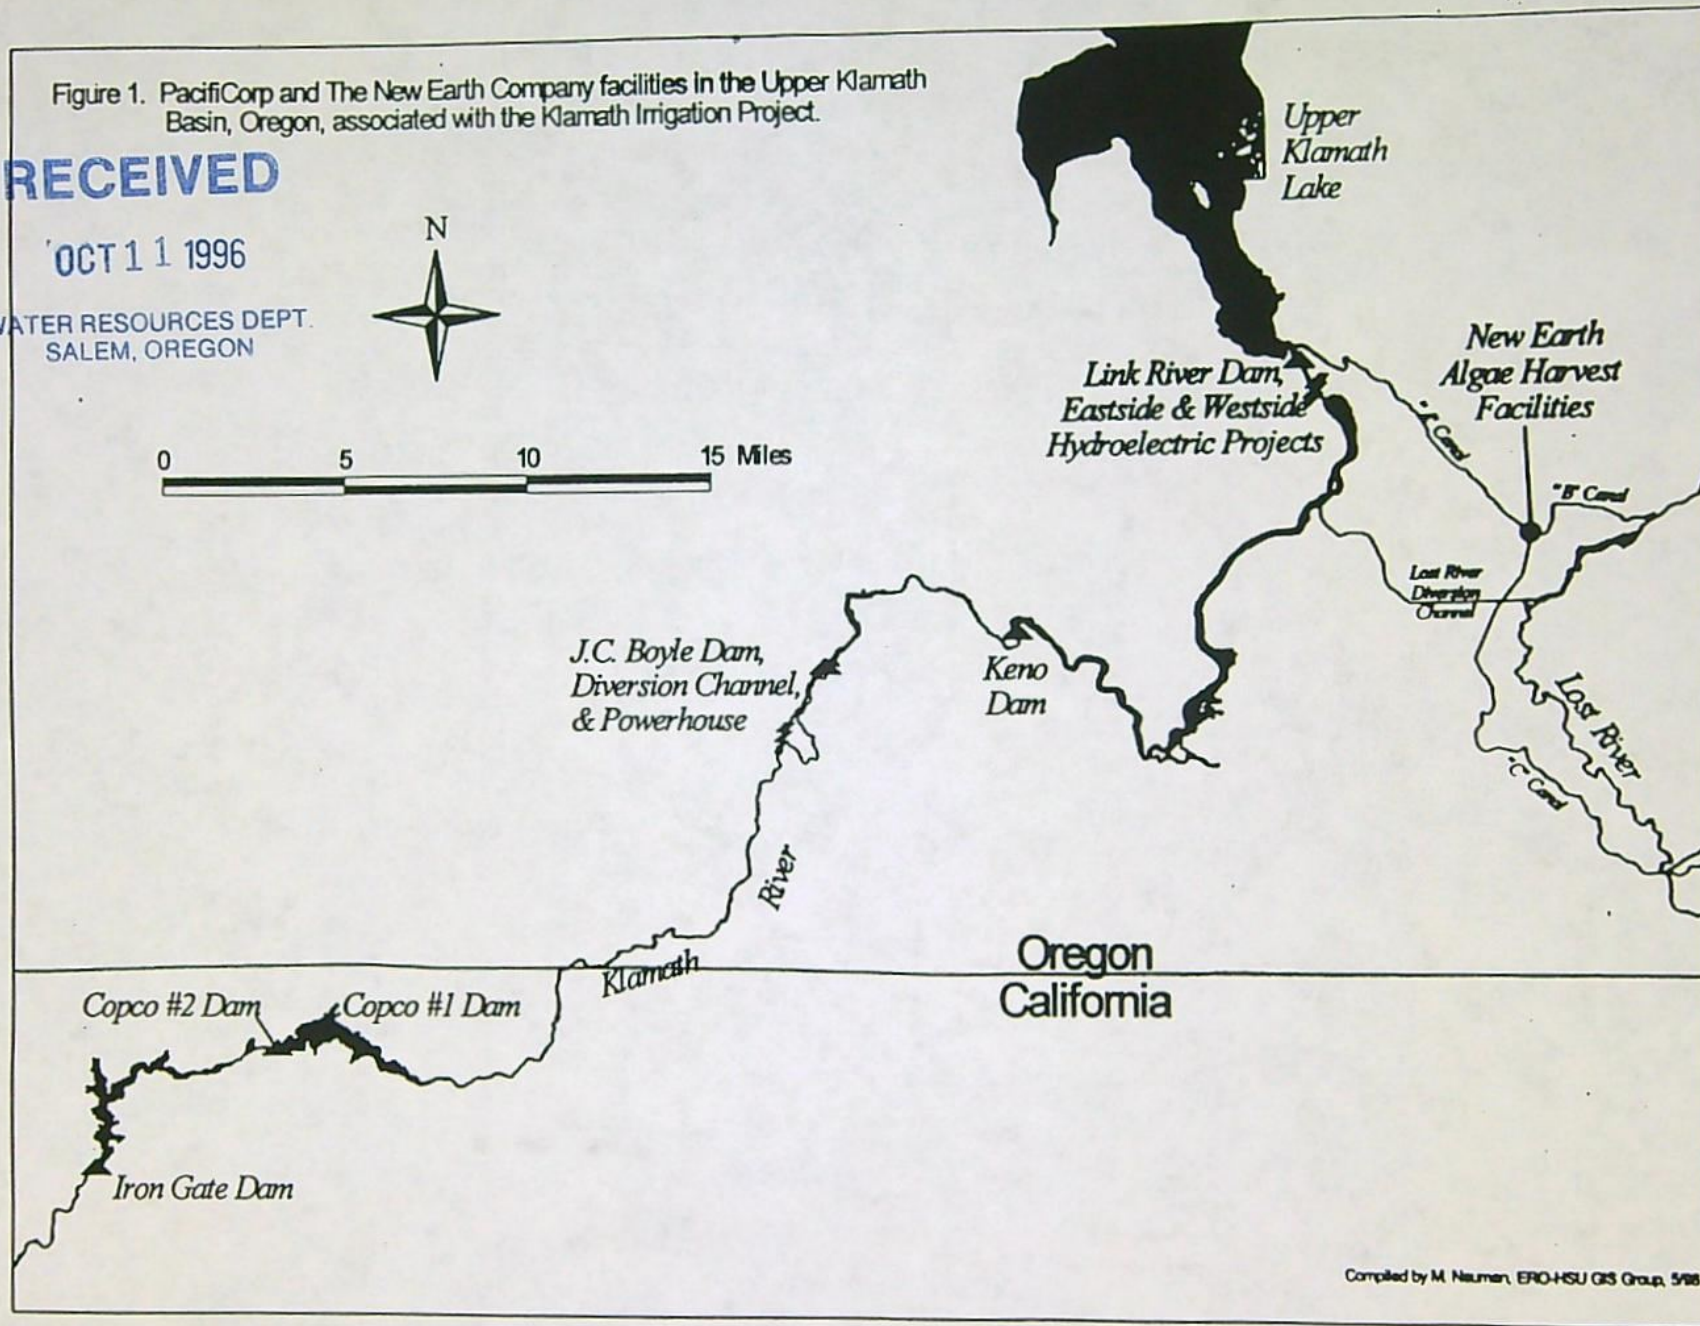 Figure 1. PacifiCorp and The New Earth Company facilities in the Upper Klamath
Basin, Oregon, associated with the Klamath Irrigation Project.
RECEIVED
OCT 11 1996
WATER RESOURCES DEPT.
SALEM, OREGON
N
0 5 10 15 Miles
Upper
Klamath
Lake
New Earth
Algae Harvest
Facilities
Link River Dam,
Eastside & Westside
Hydroelectric Projects
Canal
"B" Canal
Lost River
Diversion
Channel
J.C. Boyle Dam,
Diversion Channel,
& Powerhouse
Keno
Dam
Lost River
"C" Canal
River
Klamath
Oregon
California
Copco #2 Dam
Copco #1 Dam
Iron Gate Dam
Compiled by M. Neuman, ERO-HSU GIS Group,